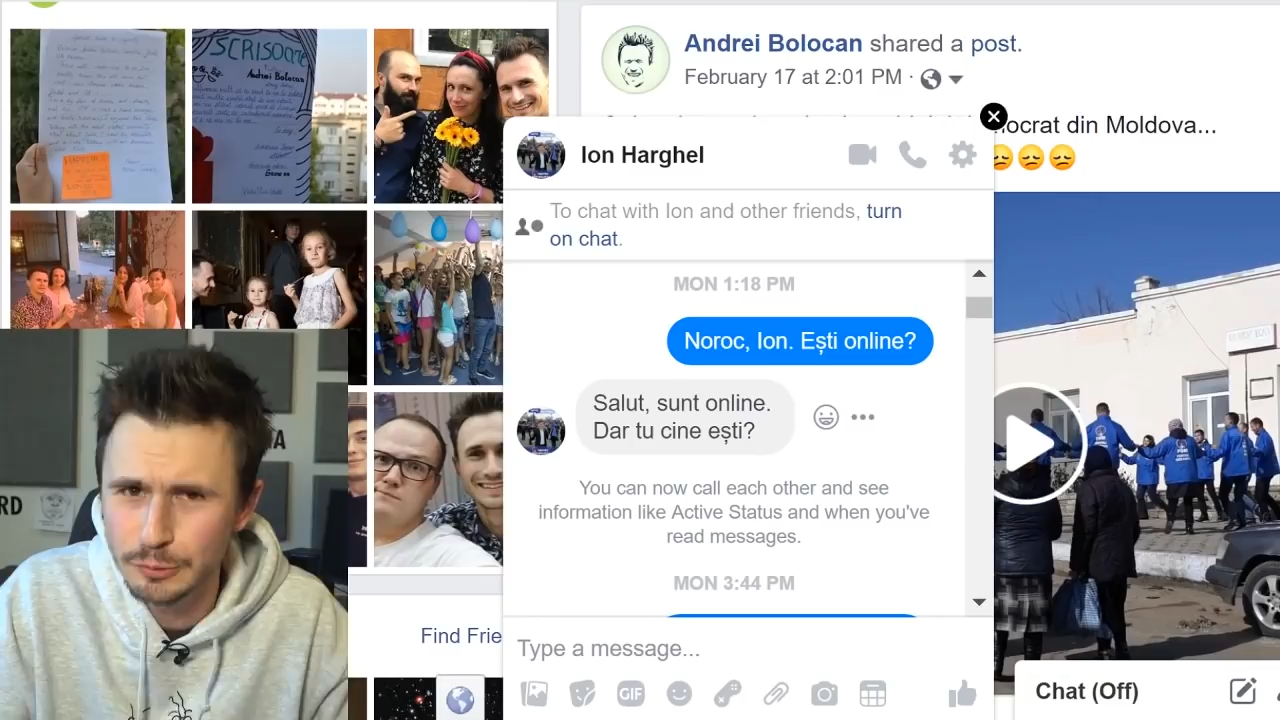 SCRISOARE
Andrei Bolocan
Andrei Bolocan shared a post.
February 17 at 2:01 PM ·
mocrat din Moldova...
Ion Harghel
To chat with Ion and other friends, turn
on chat.
MON 1:18 PM
Noroc, Ion. Ești online?
Salut, sunt online.
Dar tu cine ești?
You can now call each other and see
information like Active Status and when you've
read messages.
MON 3:44 PM
Find Frie
Type a message...
GIF
Chat (Off)